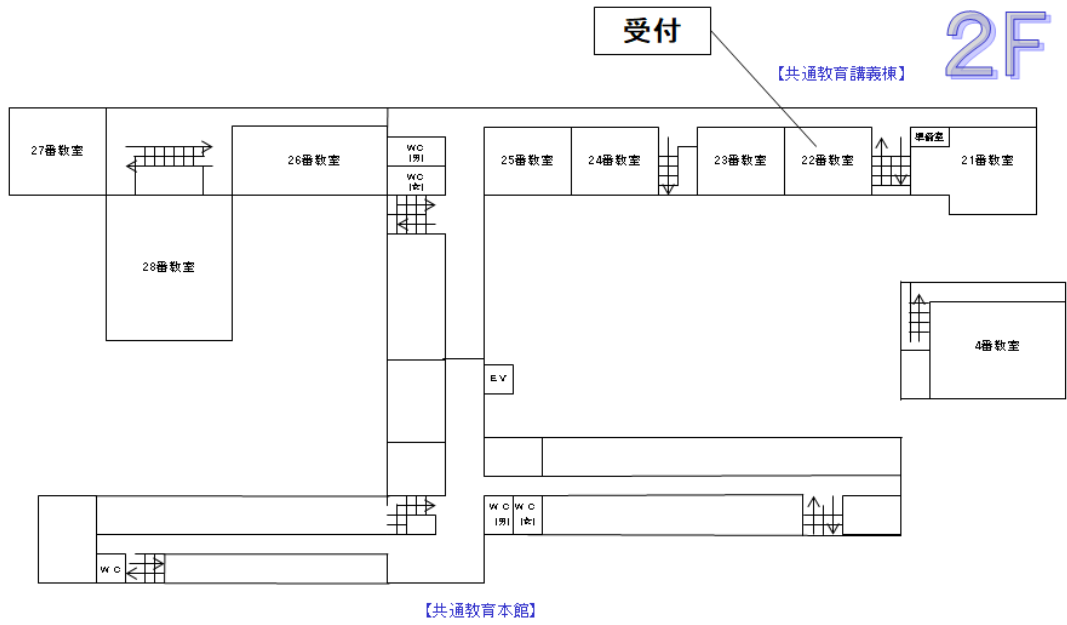 受付
2F
【共通教育講義棟】
27番教室
26番教室
WC
(男)
WC
(女)
25番教室
24番教室
23番教室
22番教室
準備室
21番教室
28番教室
4番教室
EV
WC
(男)
WC
(女)
WC
【共通教育本館】